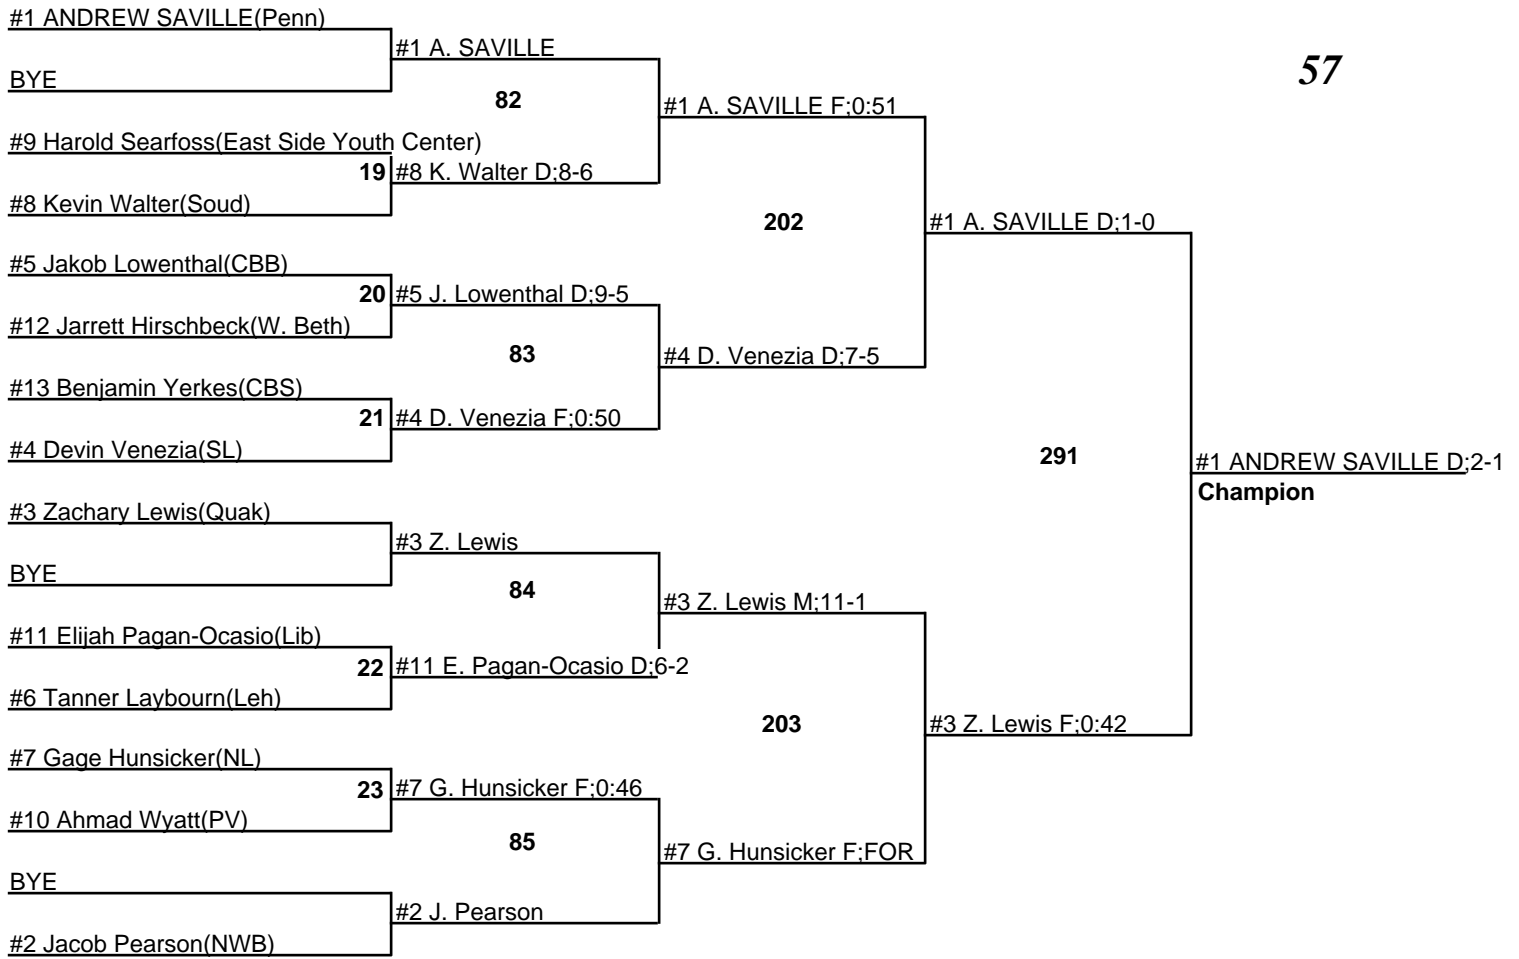 #1 ANDREW SAVILLE(Penn)
#1 A. SAVILLE
57
BYE
82
#1 A. SAVILLE F;0:51
#9 Harold Searfoss(East Side Youth Center)
19 #8 K. Walter D;8-6
#8 Kevin Walter(Soud)
202
#1 A. SAVILLE D;1-0
#5 Jakob Lowenthal(CBB)
20 #5 J. Lowenthal D;9-5
#12 Jarrett Hirschbeck(W. Beth)
83
#4 D. Venezia D;7-5
#13 Benjamin Yerkes(CBS)
21 #4 D. Venezia F;0:50
#4 Devin Venezia(SL)
291
#1 ANDREW SAVILLE D;2-1
Champion
#3 Zachary Lewis(Quak)
#3 Z. Lewis
BYE
84
#3 Z. Lewis M;11-1
#11 Elijah Pagan-Ocasio(Lib)
22 #11 E. Pagan-Ocasio D;6-2
#6 Tanner Laybourn(Leh)
203
#3 Z. Lewis F;0:42
#7 Gage Hunsicker(NL)
23 #7 G. Hunsicker F;0:46
#10 Ahmad Wyatt(PV)
85
#7 G. Hunsicker F;FOR
BYE
#2 J. Pearson
#2 Jacob Pearson(NWB)